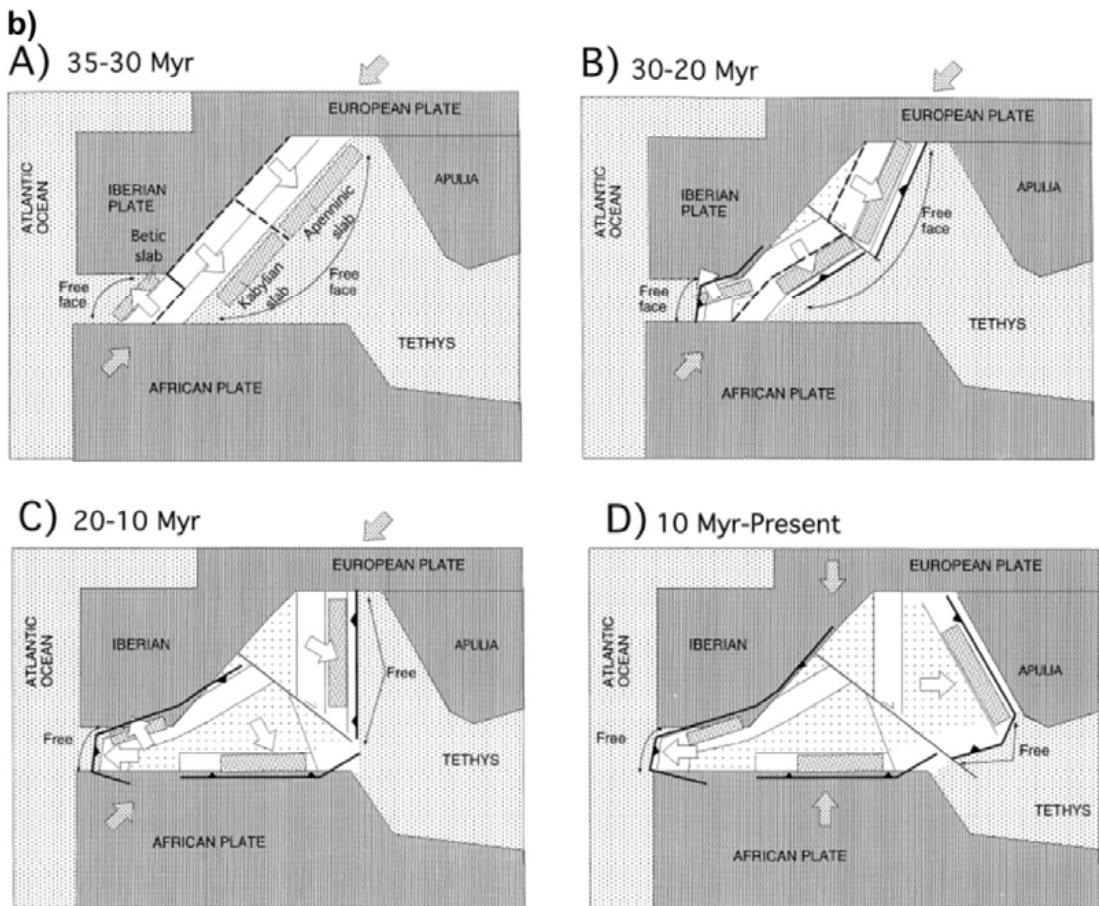 b)
A) 35-30 Myr
EUROPEAN PLATE
ATLANTIC
OCEAN
IBERIAN
PLATE
APULIA
Betic
slab
Apenninic
slab
Kabylian
slab
Free
face
Free
face
TETHYS
AFRICAN PLATE
B) 30-20 Myr
EUROPEAN PLATE
ATLANTIC
OCEAN
IBERIAN
PLATE
APULIA
Free
face
Free
face
TETHYS
AFRICAN PLATE
C) 20-10 Myr
EUROPEAN PLATE
ATLANTIC
OCEAN
IBERIAN
APULIA
Free
Free
TETHYS
AFRICAN PLATE
D) 10 Myr-Present
EUROPEAN PLATE
ATLANTIC
OCEAN
IBERIAN
APULIA
Free
Free
TETHYS
AFRICAN PLATE